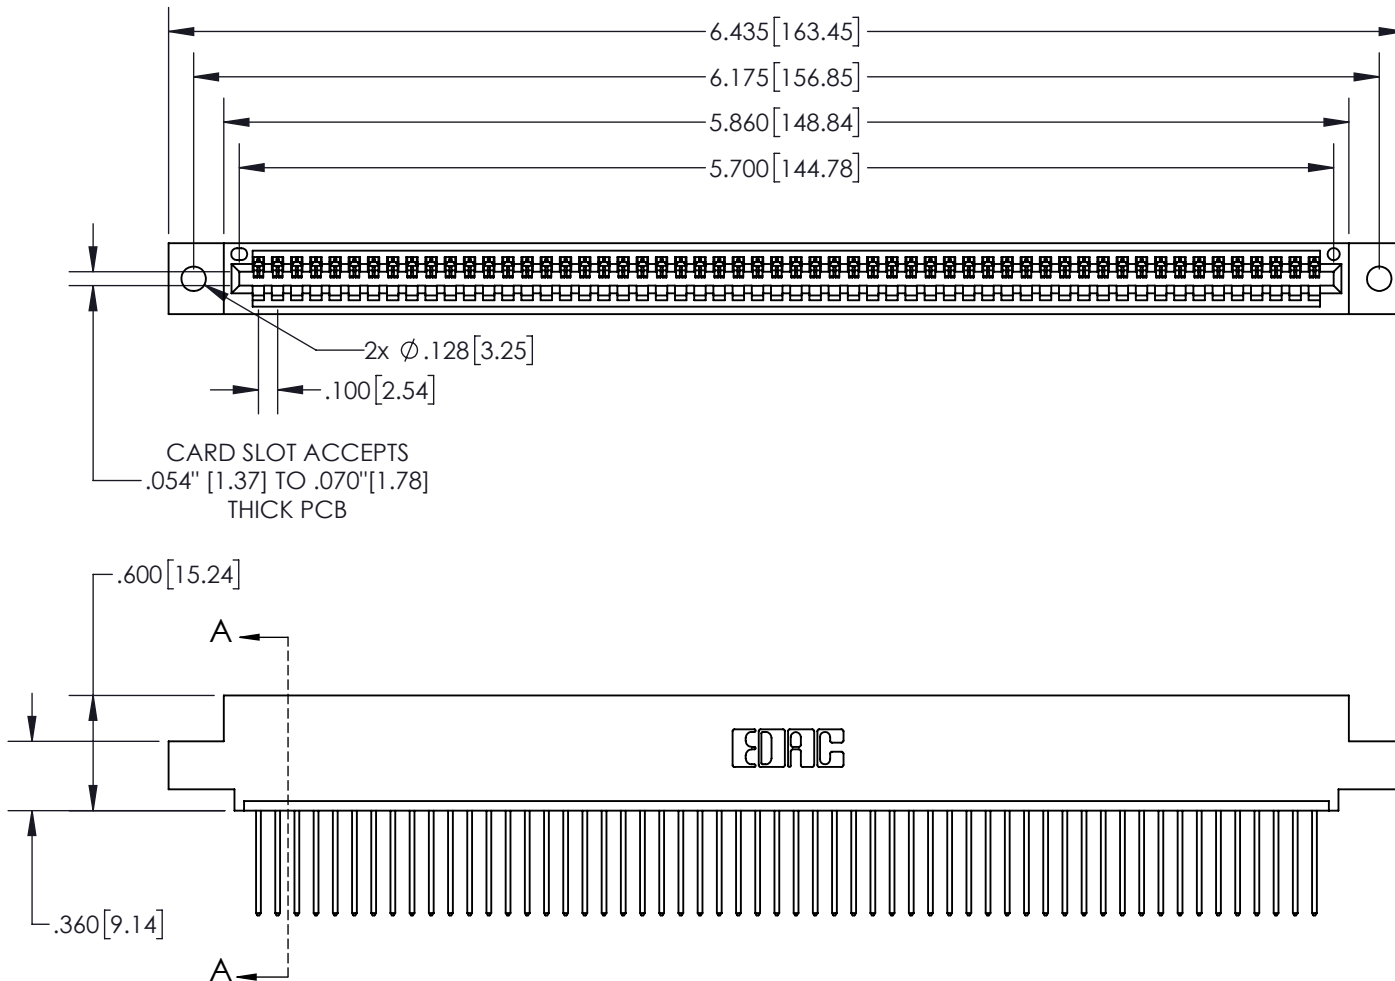 6.435[163.45]
6.175[156.85]
5.860[148.84]
5.700[144.78]
2x ∅.128[3.25]
.100[2.54]
CARD SLOT ACCEPTS
.054" [1.37] TO .070"[1.78]
THICK PCB
.600[15.24]
A
EDAC
.360[9.14]
A